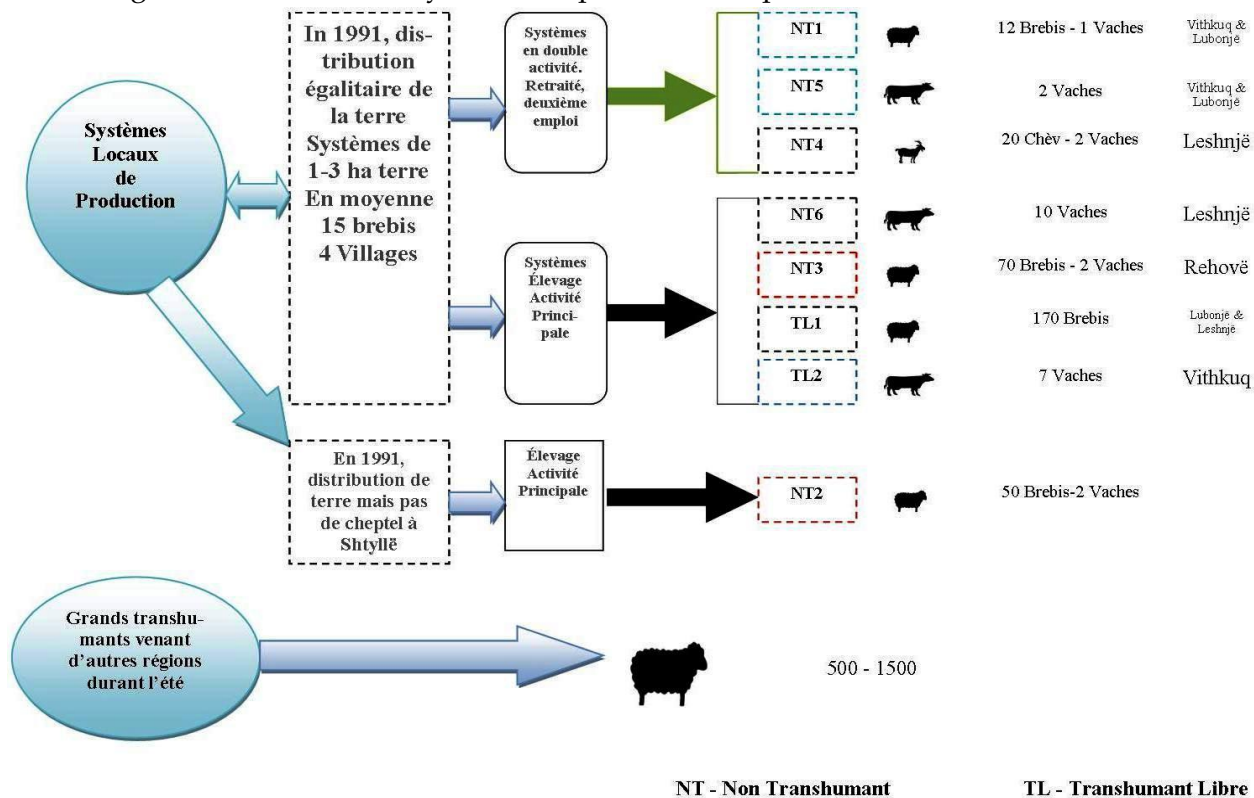 Systèmes
Locaux
de
Production
In 1991, dis-
tribution
égalitaire de
la terre
Systèmes de
1-3 ha terre
En moyenne
15 brebis
4 Villages
Systèmes
en double
activité.
Retraité,
deuxième
emploi
NT1
12 Brebis - 1 Vaches
Vithkuq &
Lubonjë
NT5
2 Vaches
Vithkuq &
Lubonjë
NT4
20 Chèv - 2 Vaches
Leshnjë
Systèmes
Élevage
Activité
Princi-
pale
NT6
10 Vaches
Leshnjë
NT3
70 Brebis - 2 Vaches
Rehovë
TL1
170 Brebis
Lubonjë &
Leshnjë
TL2
7 Vaches
Vithkuq
En 1991,
distribution de
terre mais pas
de cheptel à
Shtyllë
Élevage
Activité
Principale
NT2
50 Brebis-2 Vaches
Grands transhu-
mants venant
d'autres régions
durant l'été
500 - 1500
NT - Non Transhumant
TL - Transhumant Libre